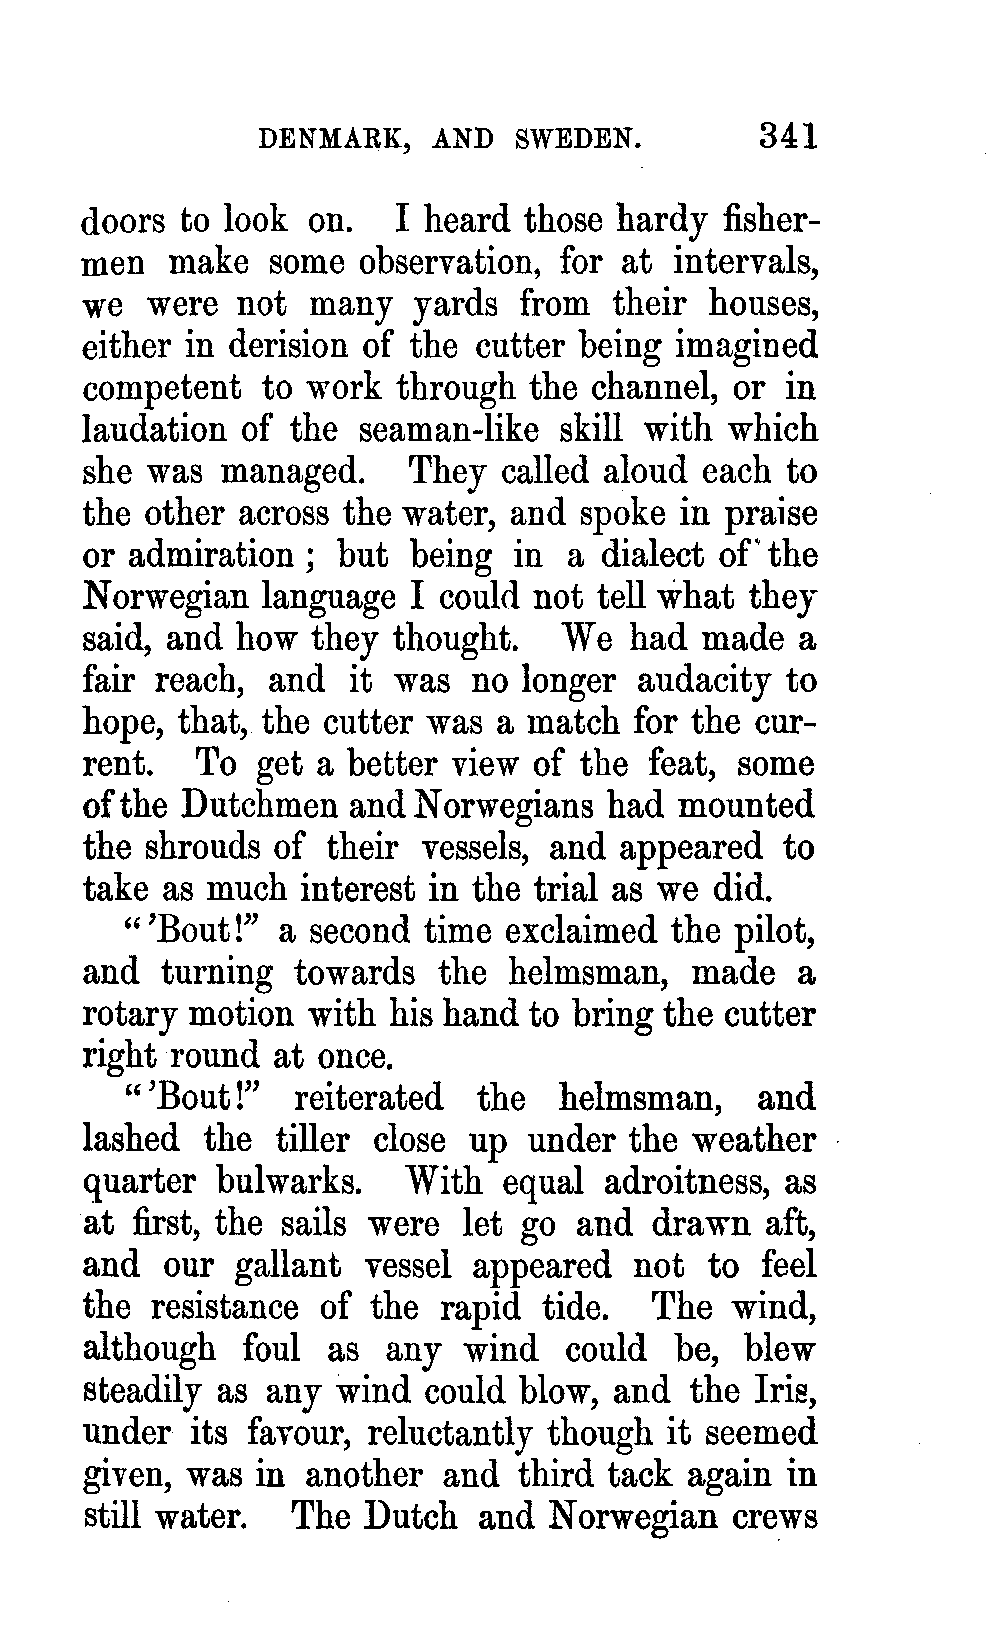 DENMARK, AND SWEDEN. 341
doors to look on. I heard those hardy fisher-
men make some observation, for at intervals,
we were not many yards from their houses,
either in derision of the cutter being imagined
competent to work through the channel, or in
laudation of the seaman-like skill with which
she was managed. They called aloud each to
the other across the water, and spoke in praise
or admiration ; but being in a dialect of the
Norwegian language I could not tell what they
said, and how they thought. We had made a
fair reach, and it was no longer audacity to
hope, that, the cutter was a match for the cur-
rent. To get a better view of the feat, some
of the Dutchmen and Norwegians had mounted
the shrouds of their vessels, and appeared to
take as much interest in the trial as we did.
"'Bout!" a second time exclaimed the pilot,
and turning towards the helmsman, made a
rotary motion with his hand to bring the cutter
right round at once.
"'Bout!" reiterated the helmsman, and
lashed the tiller close up under the weather
quarter bulwarks. With equal adroitness, as
at first, the sails were let go and drawn aft,
and our gallant vessel appeared not to feel
the resistance of the rapid tide. The wind,
although foul as any wind could be, blew
steadily as any wind could blow, and the Iris,
under its favour, reluctantly though it seemed
given, was in another and third tack again in
still water. The Dutch and Norwegian crews